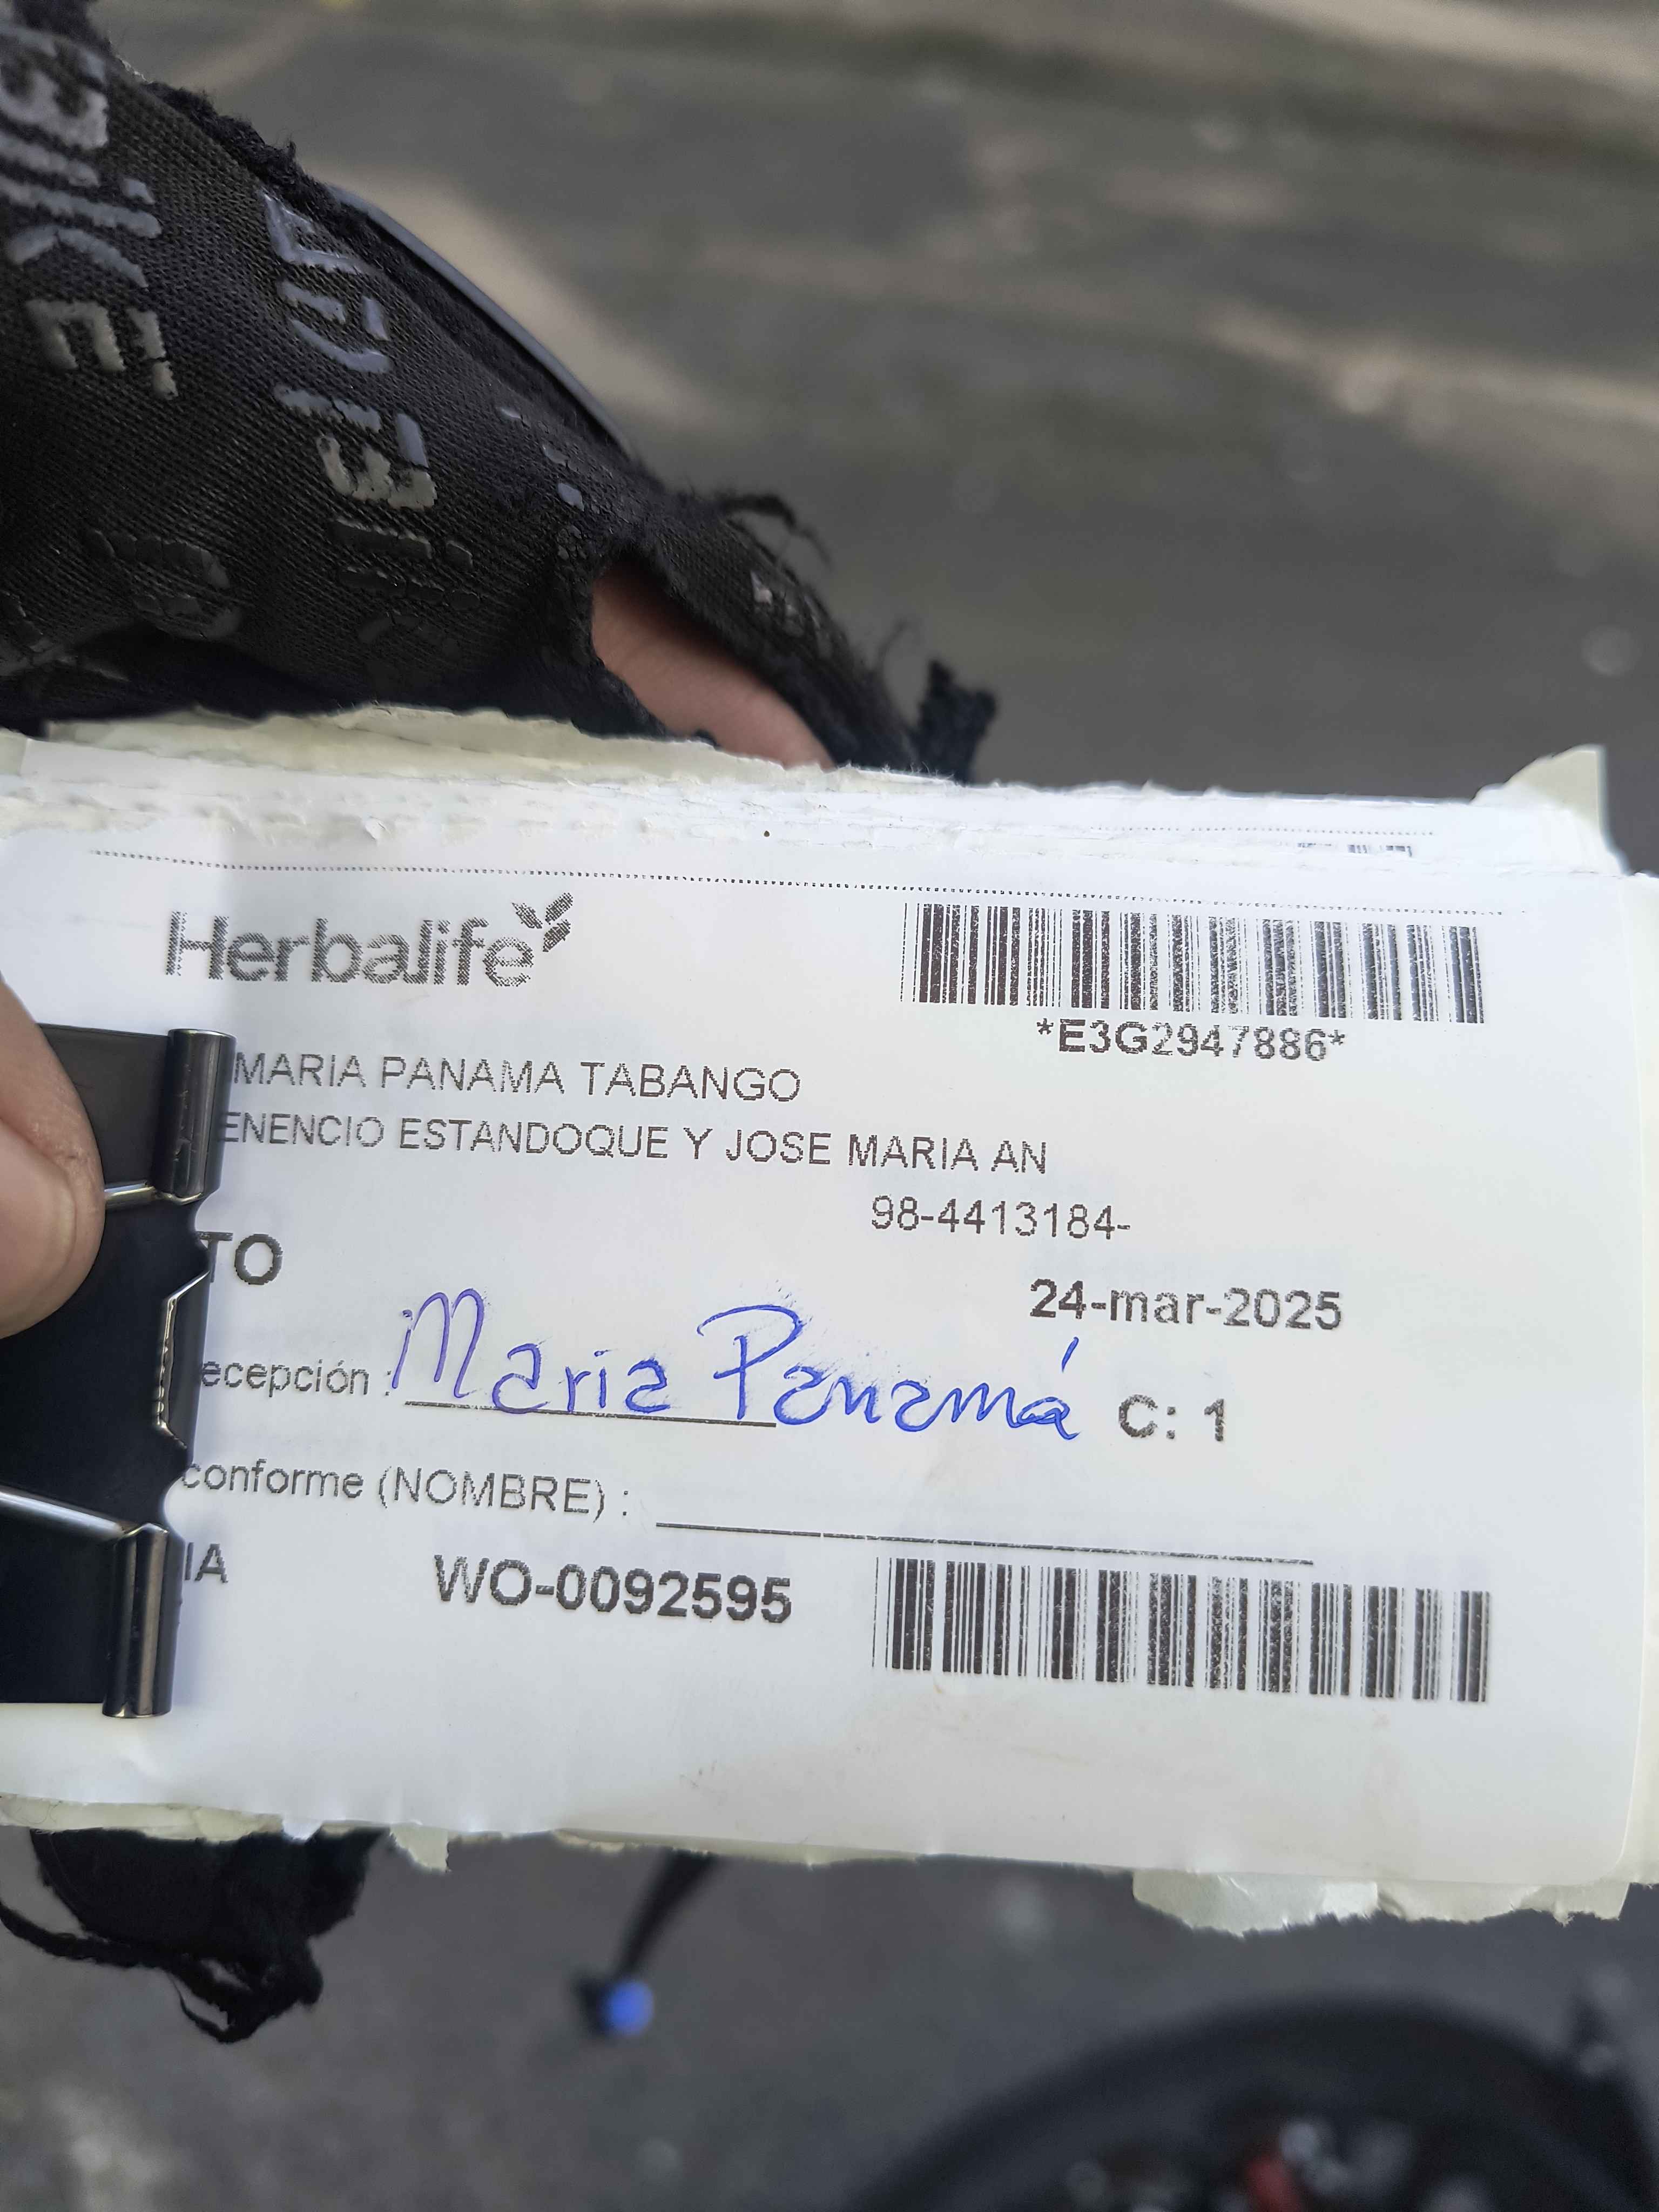 Herbalife
*E3G2947886*
MARIA PANAMA TABANGO
ENENCIO ESTANDOQUE Y JOSE MARIA AN
98-4413184-
TO
24-mar-2025
ecepción : Maria Panamá C: 1
conforme (NOMBRE) :
IA WO-0092595